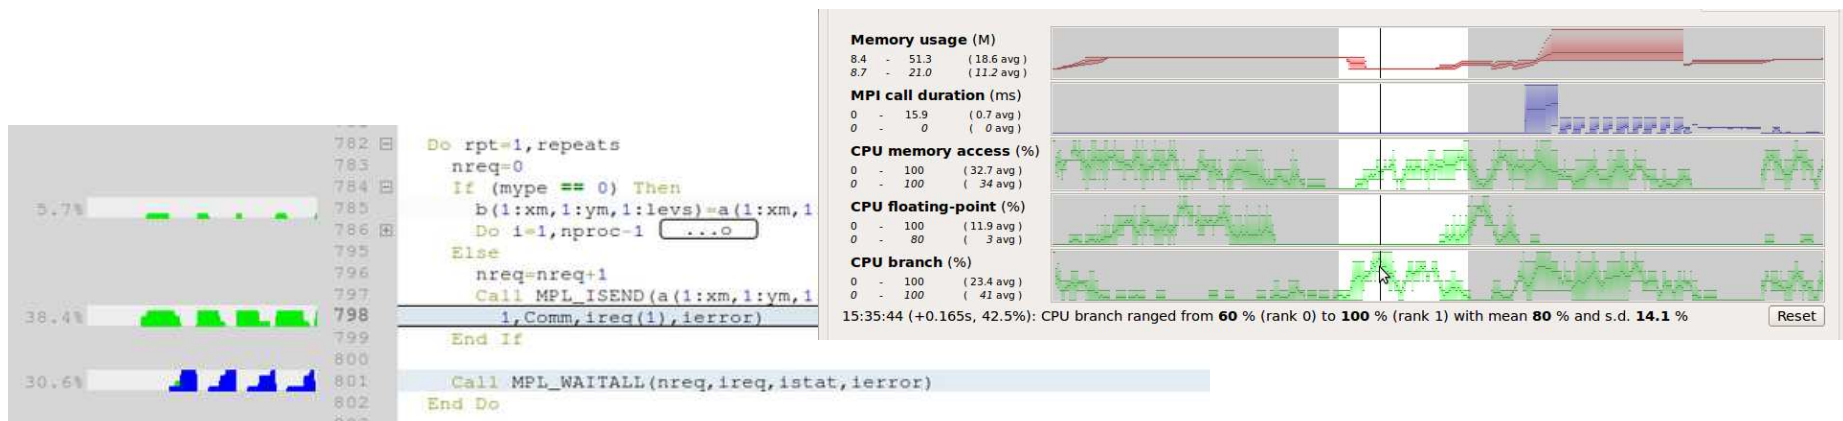 Memory usage (M)
8.4 - 51.3 (18.6 avg)
8.7 - 21.0 (11.2 avg)
MPI call duration (ms)
0 - 15.9 (0.7 avg)
0 - 0 (0 avg)
CPU memory access (%)
0 - 100 (32.7 avg)
0 - 100 (34 avg)
CPU floating-point (%)
0 - 100 (11.9 avg)
0 - 80 (3 avg)
CPU branch (%)
0 - 100 (23.4 avg)
0 - 100 (41 avg)
15:35:44 (+0.165s, 42.5%): CPU branch ranged from 60 % (rank 0) to 100 % (rank 1) with mean 80 % and s.d. 14.1 %
Reset
782 Do rpt=1,repeats
783 nreq=0
784 If (mype == 0) Then
5.7% 785 b(1:xm,1:ym,1:levs)=a(1:xm,1
786 Do i=1,nproc-1 ...o
795 Else
796 nreq=nreq+1
797 Call MPL_ISEND(a(1:xm,1:ym,1
38.4% 798 1,Comm,ireq(1),ierror)
799 End If
800
30.6% 801 Call MPL_WAITALL(nreq,ireq,istat,ierror)
802 End Do